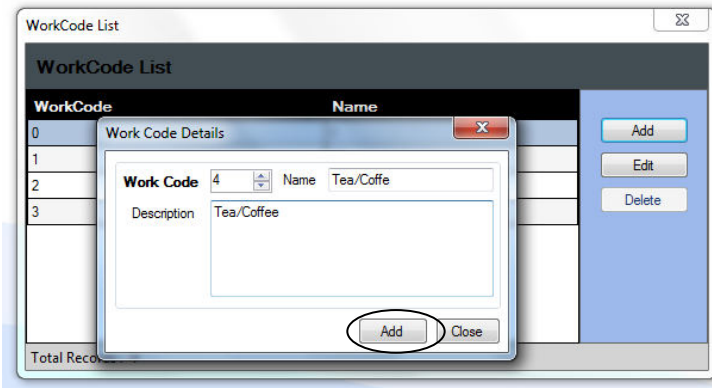 WorkCode List
WorkCode List
WorkCode Name
0
1
2
3
Add
Edit
Delete
Work Code Details
Work Code 4 Name Tea/Coffe
Description Tea/Coffee
Add Close
Total